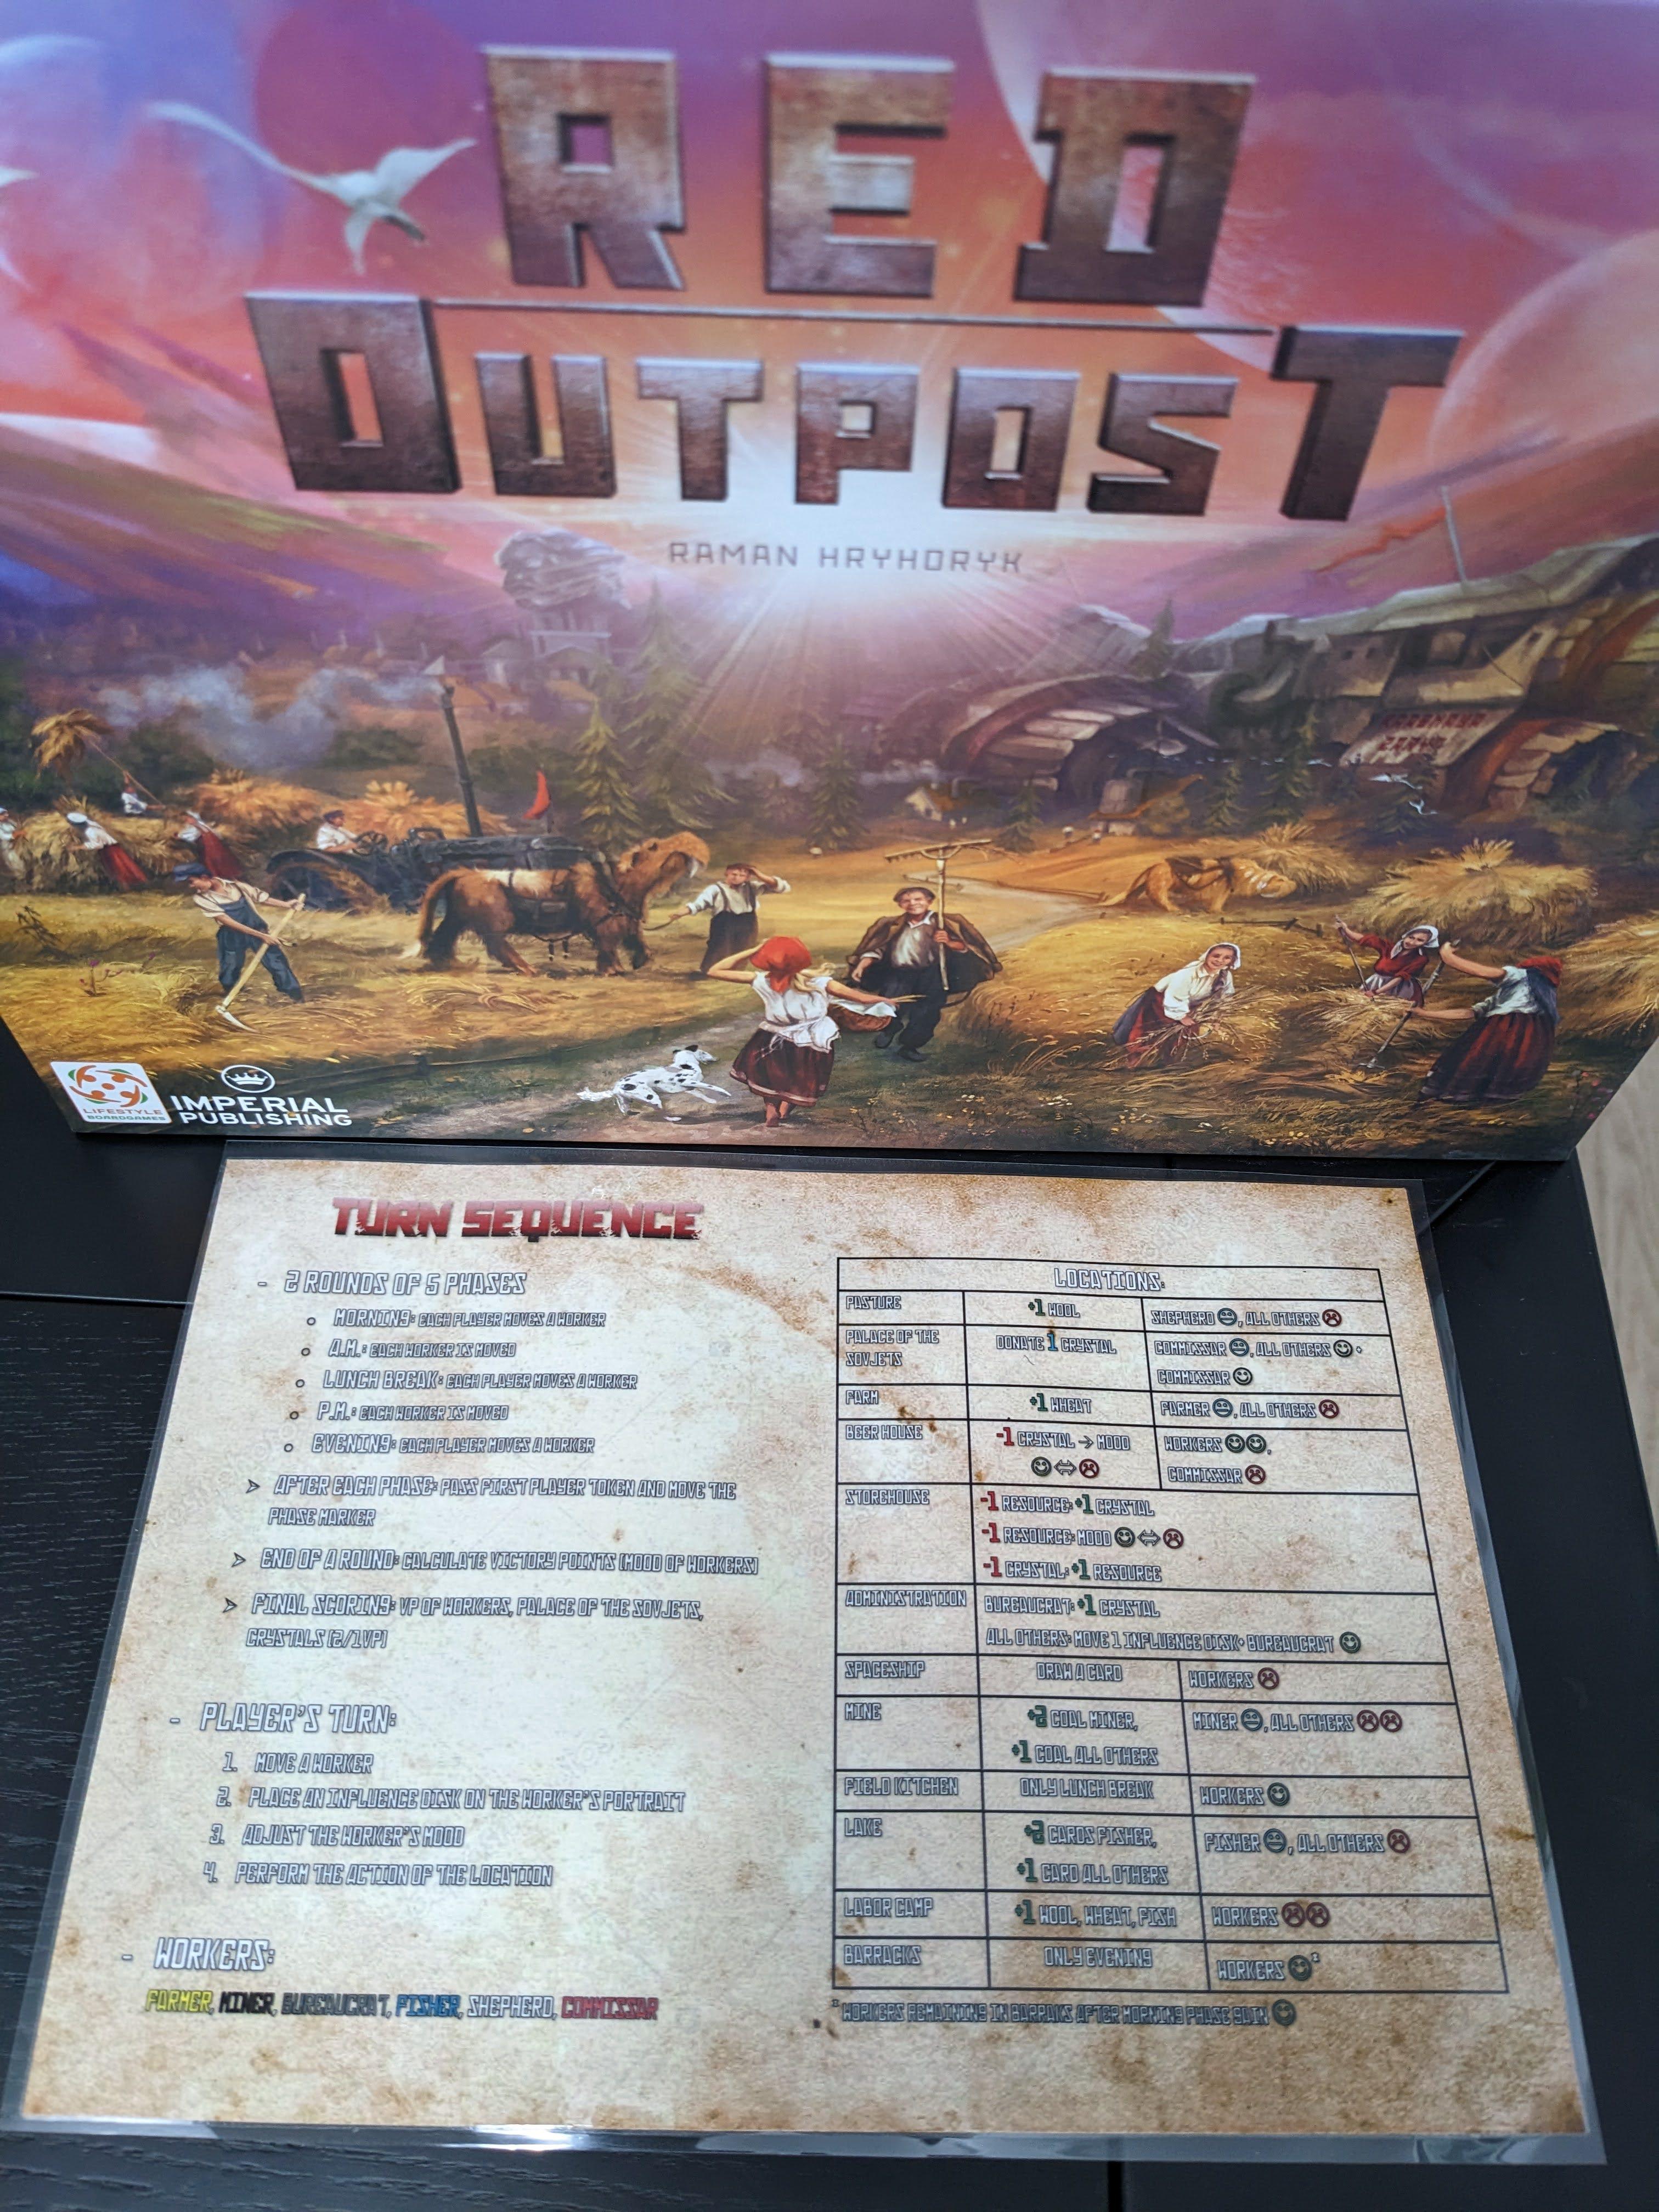 RED
OUTPOST
RAMAN HRYHORYK
LIFESTYLE
BOARDGAMES
IMPERIAL
PUBLISHING
TURN SEQUENCE
- 2 ROUNDS OF 5 PHASES
MORNING: EACH PLAYER MOVES A WORKER
A.M.: EACH WORKER IS MOVED
LUNCH BREAK: EACH PLAYER MOVES A WORKER
P.M.: EACH WORKER IS MOVED
EVENING: EACH PLAYER MOVES A WORKER
AFTER EACH PHASE: PASS FIRST PLAYER TOKEN AND MOVE THE
PHASE MARKER
END OF A ROUND: CALCULATE VICTORY POINTS (MOOD OF WORKERS)
FINAL SCORING: VP OF WORKERS, PALACE OF THE SOVJETS,
CRYSTALS (2/1VP)
- PLAYER'S TURN:
1. MOVE A WORKER
2. PLACE AN INFLUENCE DISK ON THE WORKER'S PORTRAIT
3. ADJUST THE WORKER'S MOOD
4. PERFORM THE ACTION OF THE LOCATION
- WORKERS:
FARMER, MINER, BUREAUCRAT, FISHER, SHEPHERD, COMMISSAR
LOCATIONS:
PASTURE
+1 WOOL
SHEPHERD 😐, ALL OTHERS ☹
PALACE OF THE
SOVJETS
DONATE 1 CRYSTAL
COMMISSAR 😐, ALL OTHERS 🙂+
COMMISSAR 🙂
FARM
+1 WHEAT
FARMER 😐, ALL OTHERS ☹
BEER HOUSE
-1 CRYSTAL → MOOD
🙂⇔☹
WORKERS 🙂🙂,
COMMISSAR ☹
STOREHOUSE
-1 RESOURCE: +1 CRYSTAL
-1 RESOURCE: MOOD 🙂⇔☹
-1 CRYSTAL: +1 RESOURCE
ADMINISTRATION
BUREAUCRAT: +1 CRYSTAL
ALL OTHERS: MOVE 1 INFLUENCE DISK+ BUREAUCRAT 🙂
SPACESHIP
DRAW A CARD
WORKERS ☹
MINE
+2 COAL MINER,
+1 COAL ALL OTHERS
MINER 😐, ALL OTHERS ☹☹
FIELD KITCHEN
ONLY LUNCH BREAK
WORKERS 🙂
LAKE
+2 CARDS FISHER,
+1 CARD ALL OTHERS
FISHER 😐, ALL OTHERS ☹
LABOR CAMP
+1 WOOL, WHEAT, FISH
WORKERS ☹☹
BARRACKS
ONLY EVENING
WORKERS 🙂*
*WORKERS REMAINING IN BARRAKS AFTER MORNING PHASE GAIN 🙂